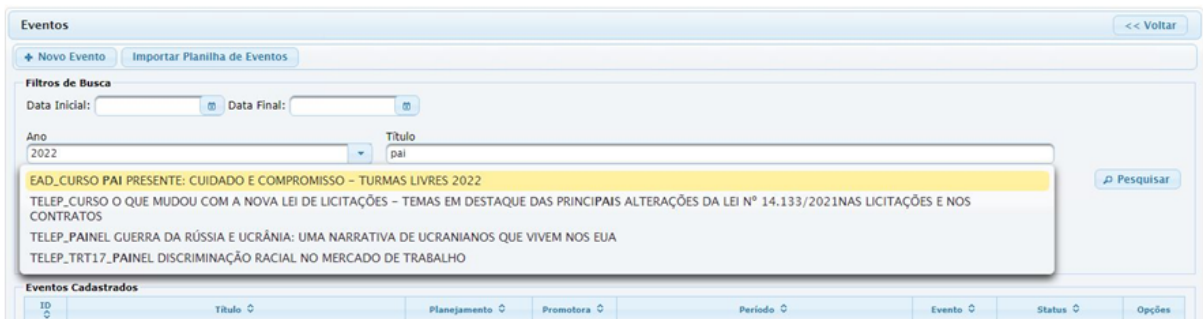 Eventos
<< Voltar
+ Novo Evento
Importar Planilha de Eventos
Filtros de Busca
Data Inicial: Data Final:
Ano Título
2022 pai
EAD_CURSO PAI PRESENTE: CUIDADO E COMPROMISSO – TURMAS LIVRES 2022
Pesquisar
TELEP_CURSO O QUE MUDOU COM A NOVA LEI DE LICITAÇÕES – TEMAS EM DESTAQUE DAS PRINCIPAIS ALTERAÇÕES DA LEI Nº 14.133/2021NAS LICITAÇÕES E NOS
CONTRATOS
TELEP_PAINEL GUERRA DA RÚSSIA E UCRÂNIA: UMA NARRATIVA DE UCRANIANOS QUE VIVEM NOS EUA
TELEP_TRT17_PAINEL DISCRIMINAÇÃO RACIAL NO MERCADO DE TRABALHO
Eventos Cadastrados
ID Título Planejamento Promotora Período Evento Status Opções